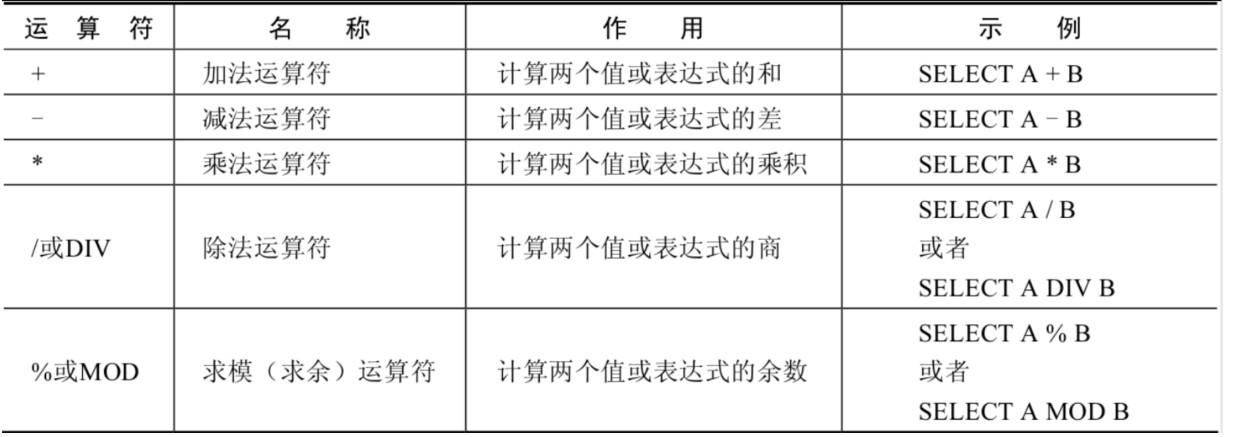 运 算 符 名 称 作 用 示 例
+ 加法运算符 计算两个值或表达式的和 SELECT A + B
- 减法运算符 计算两个值或表达式的差 SELECT A - B
* 乘法运算符 计算两个值或表达式的乘积 SELECT A * B
/或DIV 除法运算符 计算两个值或表达式的商 SELECT A / B
或者
SELECT A DIV B
%或MOD 求模（求余）运算符 计算两个值或表达式的余数 SELECT A % B
或者
SELECT A MOD B